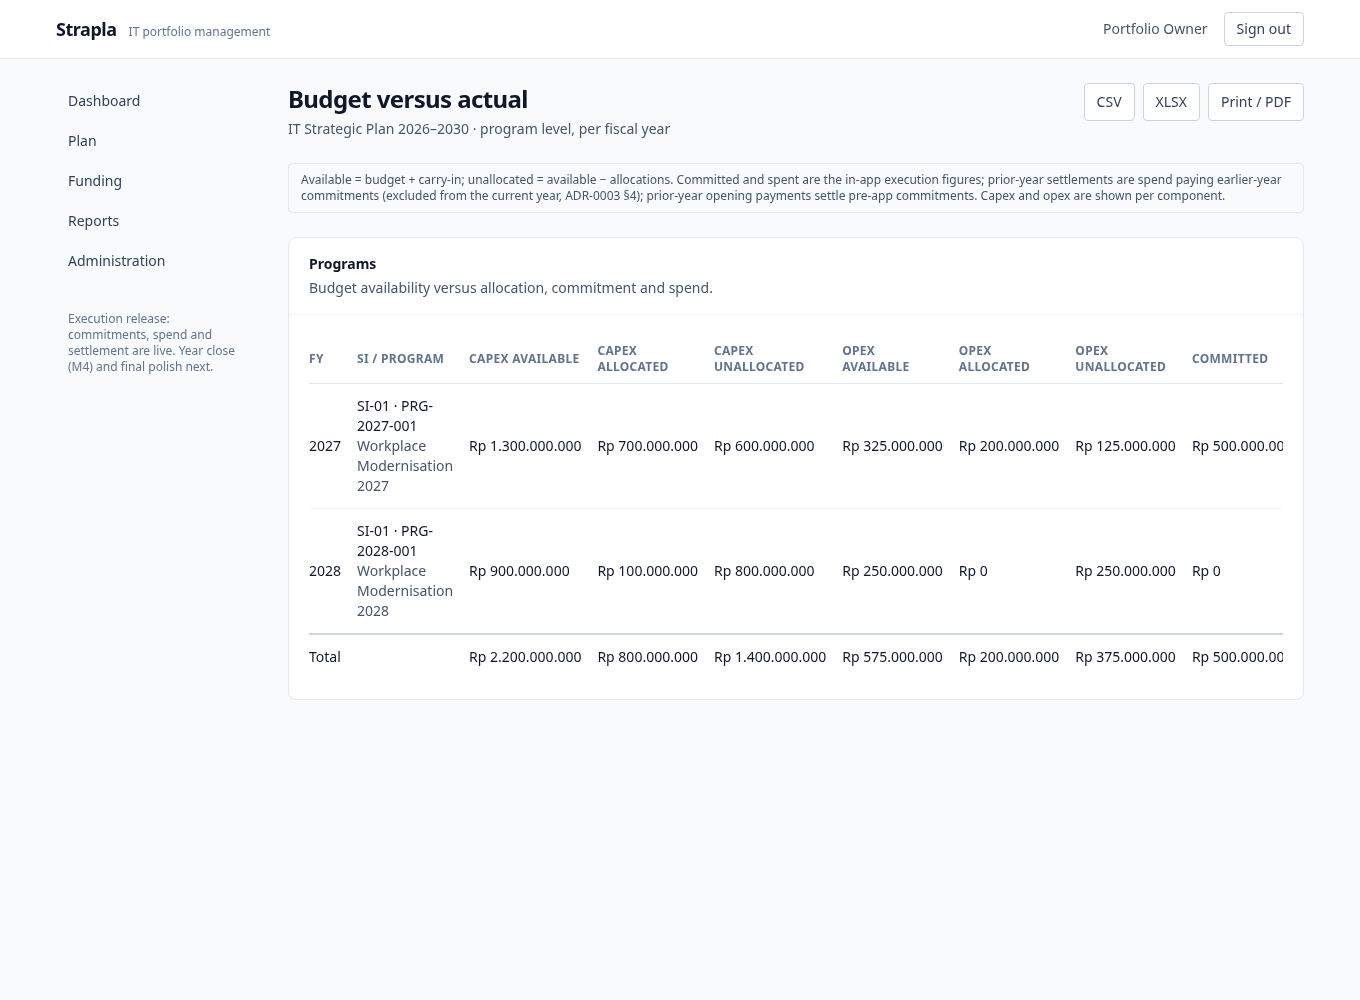 Strapla IT portfolio management
Portfolio Owner Sign out
Dashboard
Plan
Funding
Reports
Administration
Execution release:
commitments, spend and
settlement are live. Year close
(M4) and final polish next.
Budget versus actual
IT Strategic Plan 2026–2030 · program level, per fiscal year
CSV XLSX Print / PDF
Available = budget + carry-in; unallocated = available − allocations. Committed and spent are the in-app execution figures; prior-year settlements are spend paying earlier-year
commitments (excluded from the current year, ADR-0003 §4); prior-year opening payments settle pre-app commitments. Capex and opex are shown per component.
Programs
Budget availability versus allocation, commitment and spend.
FY SI / PROGRAM CAPEX AVAILABLE CAPEX ALLOCATED CAPEX UNALLOCATED OPEX AVAILABLE OPEX ALLOCATED OPEX UNALLOCATED COMMITTED
2027 SI-01 · PRG-2027-001 Workplace Modernisation 2027 Rp 1.300.000.000 Rp 700.000.000 Rp 600.000.000 Rp 325.000.000 Rp 200.000.000 Rp 125.000.000 Rp 500.000.00
2028 SI-01 · PRG-2028-001 Workplace Modernisation 2028 Rp 900.000.000 Rp 100.000.000 Rp 800.000.000 Rp 250.000.000 Rp 0 Rp 250.000.000 Rp 0
Total Rp 2.200.000.000 Rp 800.000.000 Rp 1.400.000.000 Rp 575.000.000 Rp 200.000.000 Rp 375.000.000 Rp 500.000.00